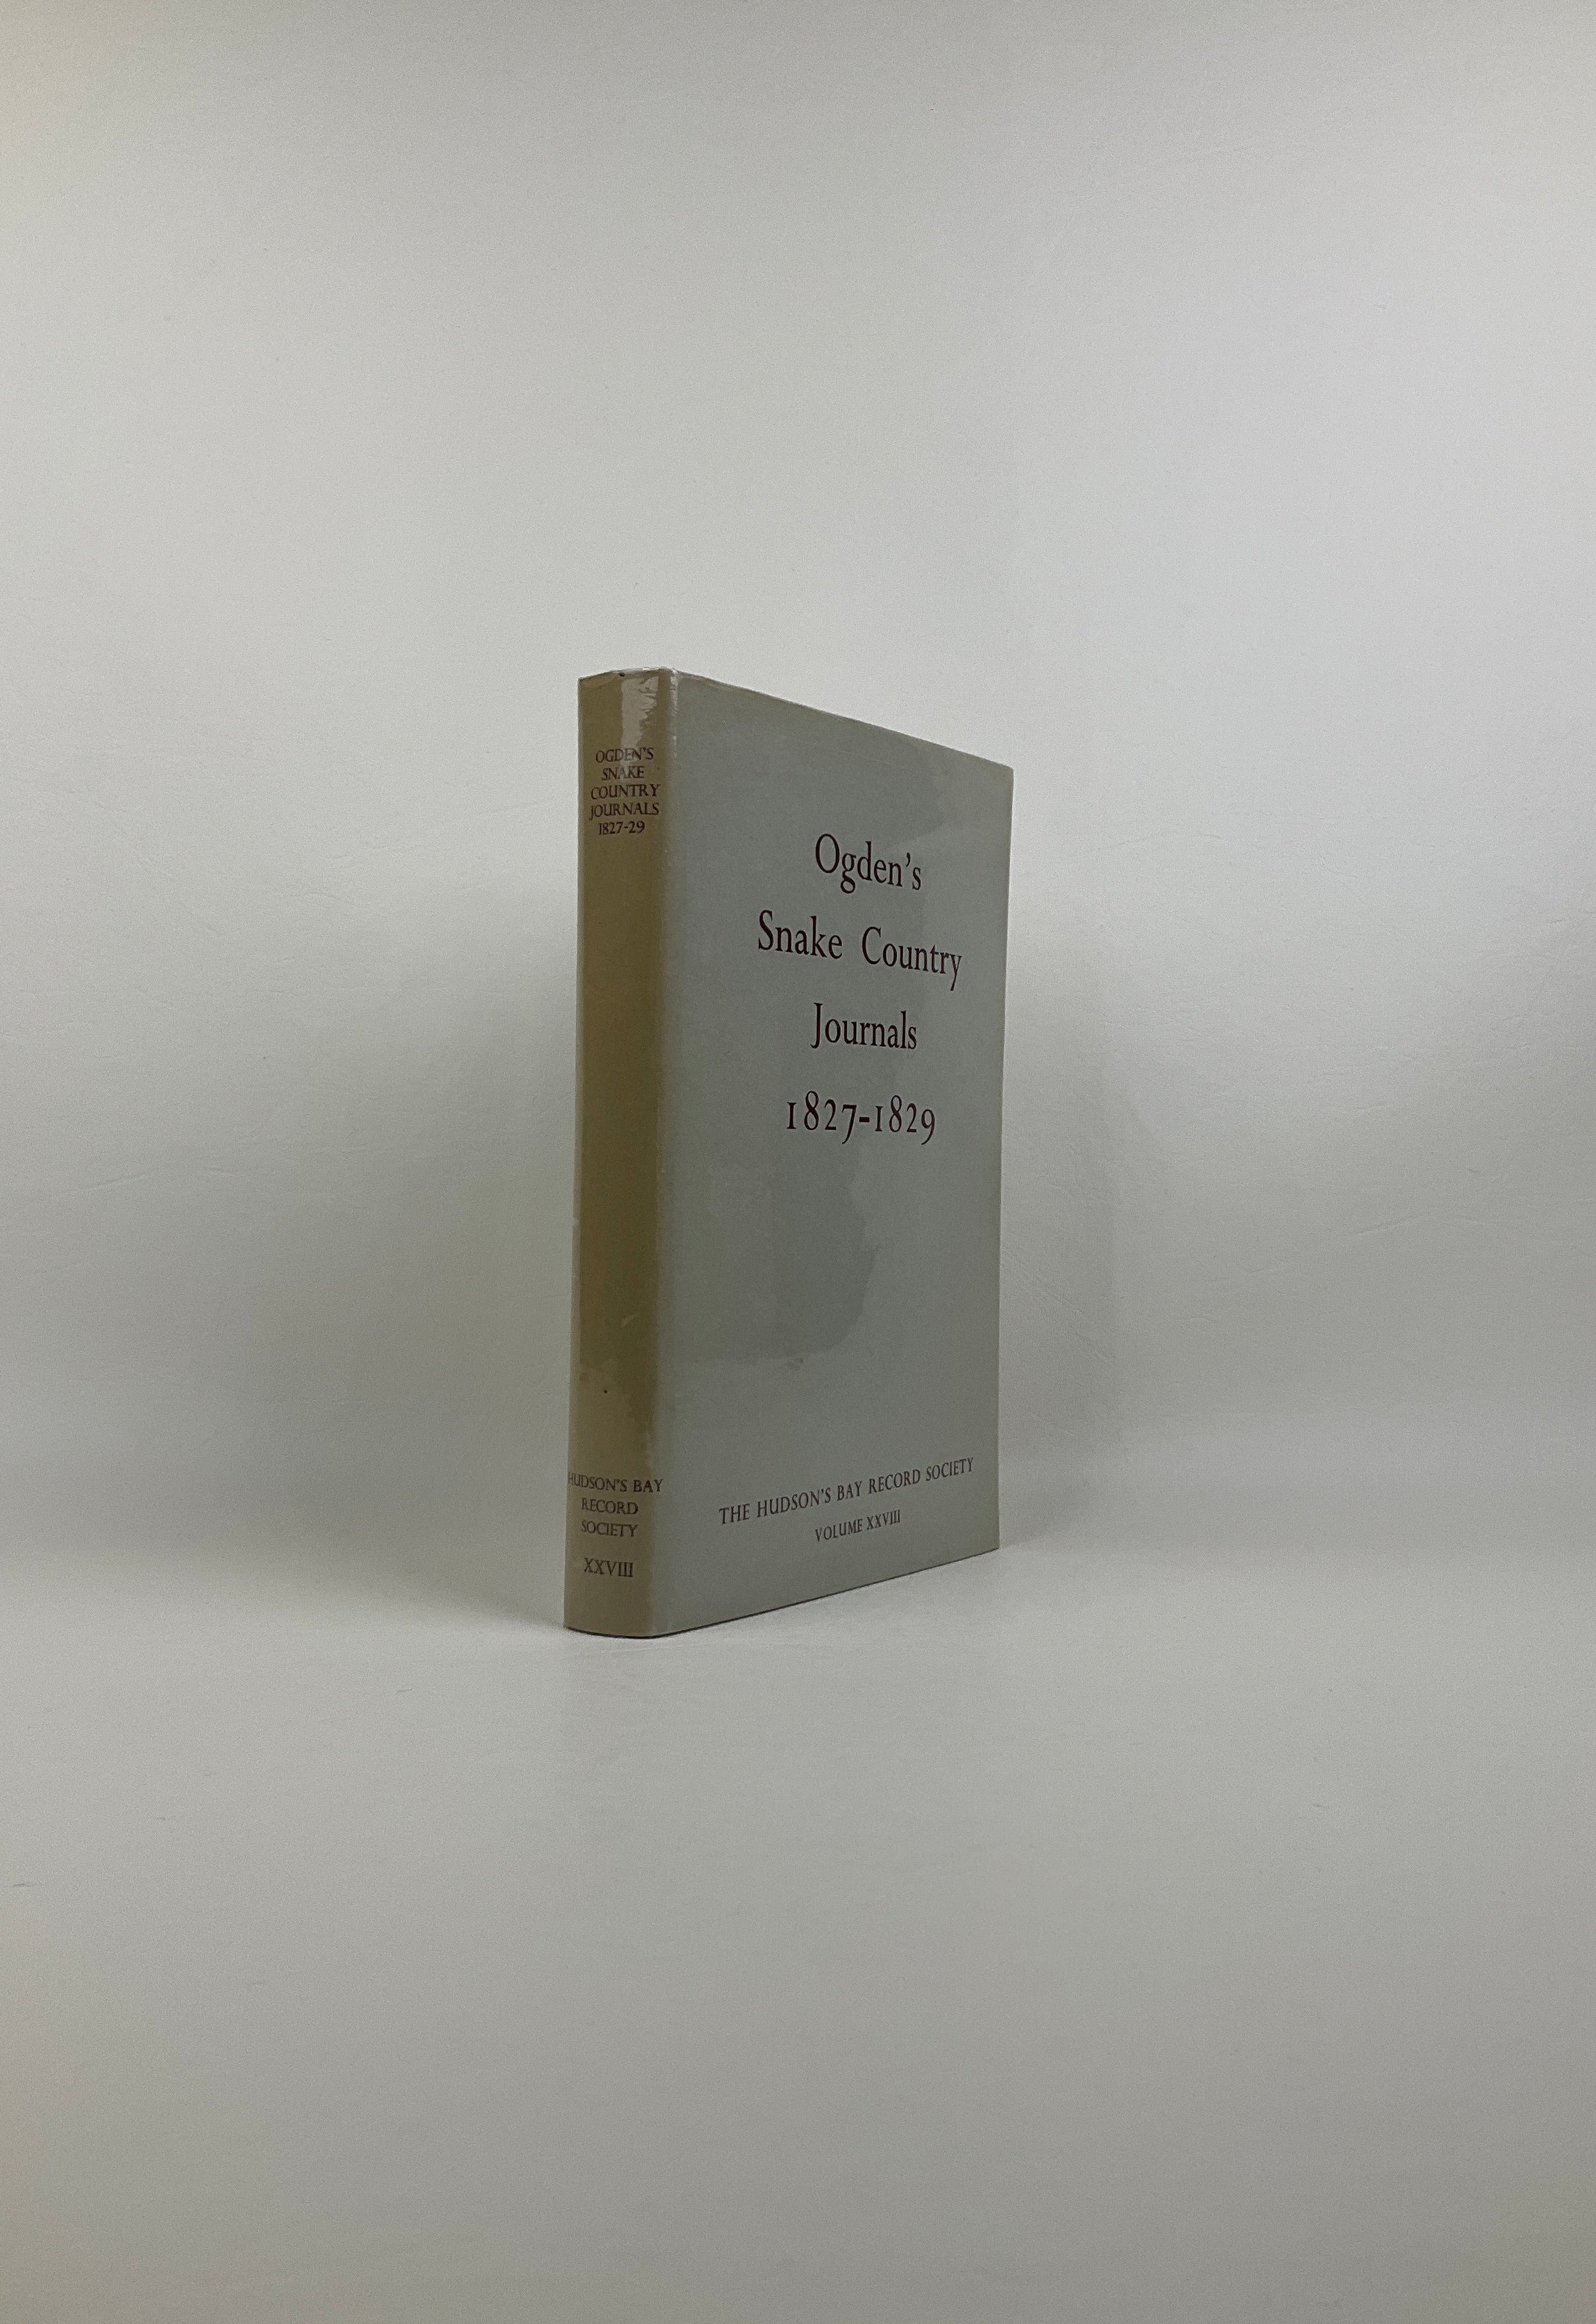 OGDEN'S
SNAKE
COUNTRY
JOURNALS
1827-29
HUDSON'S BAY
RECORD
SOCIETY
XXVIII
Ogden's
Snake Country
Journals
1827-1829
THE HUDSON'S BAY RECORD SOCIETY
VOLUME XXVIII